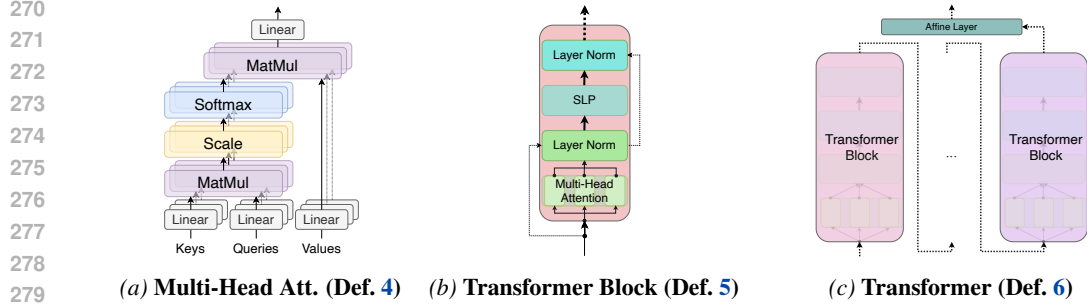 270
271
272
273
274
275
276
277
278
279
Linear
MatMul
Softmax
Scale
MatMul
Linear Linear Linear
Keys Queries Values
(a) Multi-Head Att. (Def. 4)
Layer Norm
SLP
Layer Norm
Multi-Head
Attention
(b) Transformer Block (Def. 5)
Affine Layer
Transformer
Block
...
Transformer
Block
(c) Transformer (Def. 6)